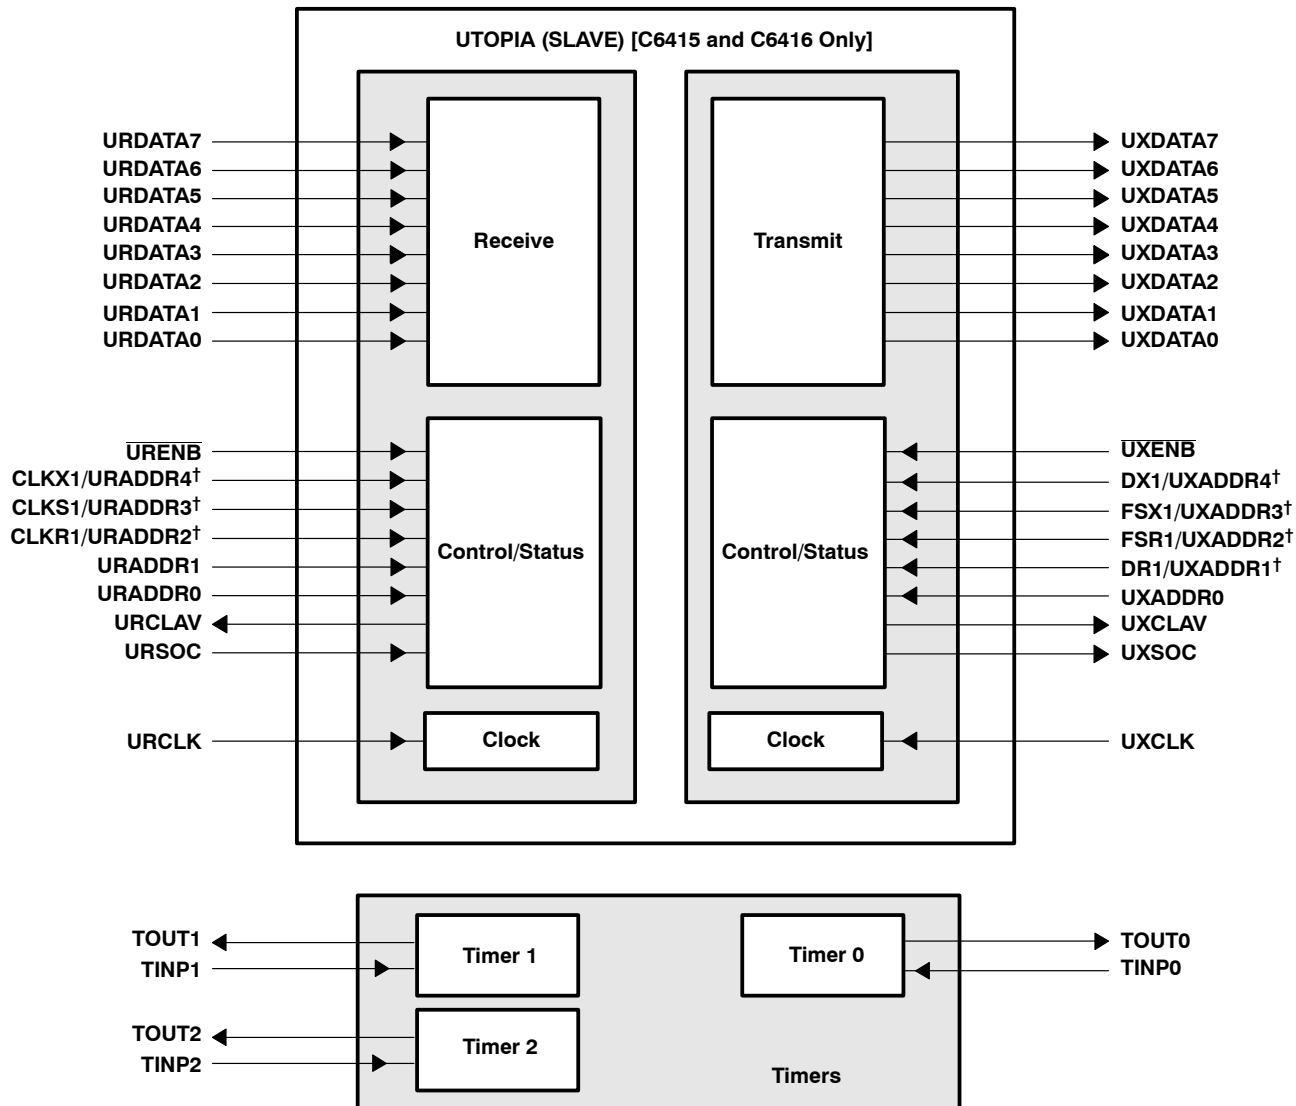 UTOPIA (SLAVE) [C6415 and C6416 Only]
URDATA7
URDATA6
URDATA5
URDATA4
URDATA3
URDATA2
URDATA1
URDATA0
Receive
Transmit
UXDATA7
UXDATA6
UXDATA5
UXDATA4
UXDATA3
UXDATA2
UXDATA1
UXDATA0
URENB
CLKX1/URADDR4†
CLKS1/URADDR3†
CLKR1/URADDR2†
URADDR1
URADDR0
URCLAV
URSOC
Control/Status
Control/Status
UXENB
DX1/UXADDR4†
FSX1/UXADDR3†
FSR1/UXADDR2†
DR1/UXADDR1†
UXADDR0
UXCLAV
UXSOC
URCLK
Clock
Clock
UXCLK
TOUT1
TINP1
Timer 1
Timer 0
TOUT0
TINP0
TOUT2
TINP2
Timer 2
Timers